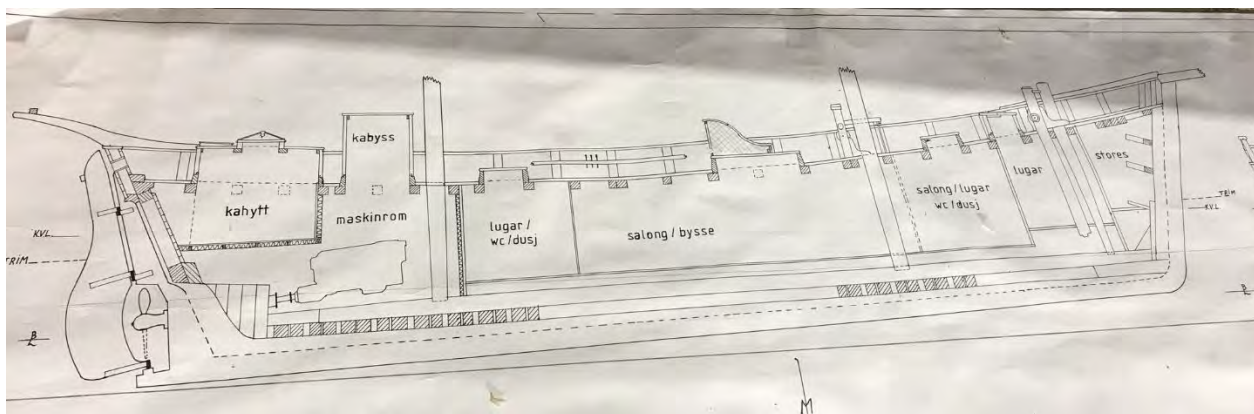 kabyss
kahytt
maskinrom
lugar /
wc/dusj
salong / bysse
salong/lugar
wc/dusj
lugar
stores
KVL
TRIM
B
L
TRIM
KVL